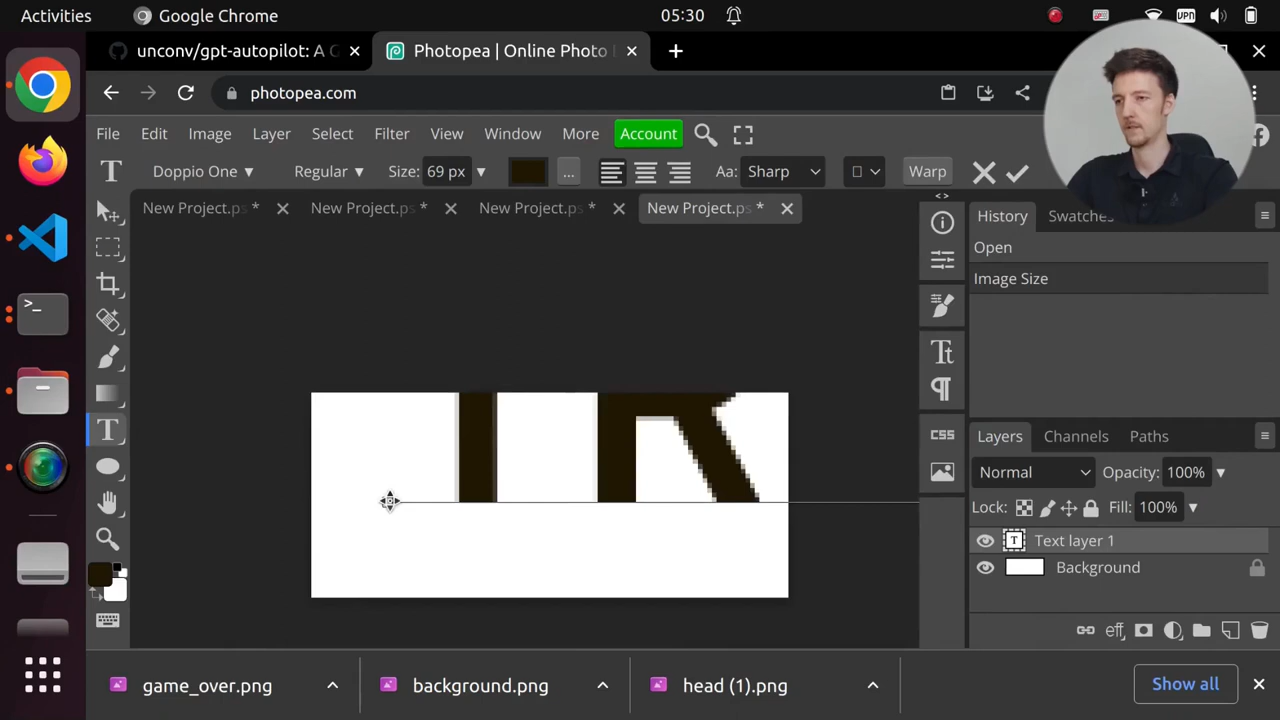 Activities
Google Chrome
05:30
VPN
unconv/gpt-autopilot: A G
Photopea | Online Photo
photopea.com
File
Edit
Image
Layer
Select
Filter
View
Window
More
Account
Doppio One
Regular
Size:
69 px
...
Aa:
Sharp
Warp
New Project.ps *
New Project.ps *
New Project.ps *
New Project.ps *
History
Swatches
Open
Image Size
CSS
Layers
Channels
Paths
Normal
Opacity:
100%
Lock:
Fill:
100%
T
Text layer 1
Background
eff
game_over.png
background.png
head (1).png
Show all